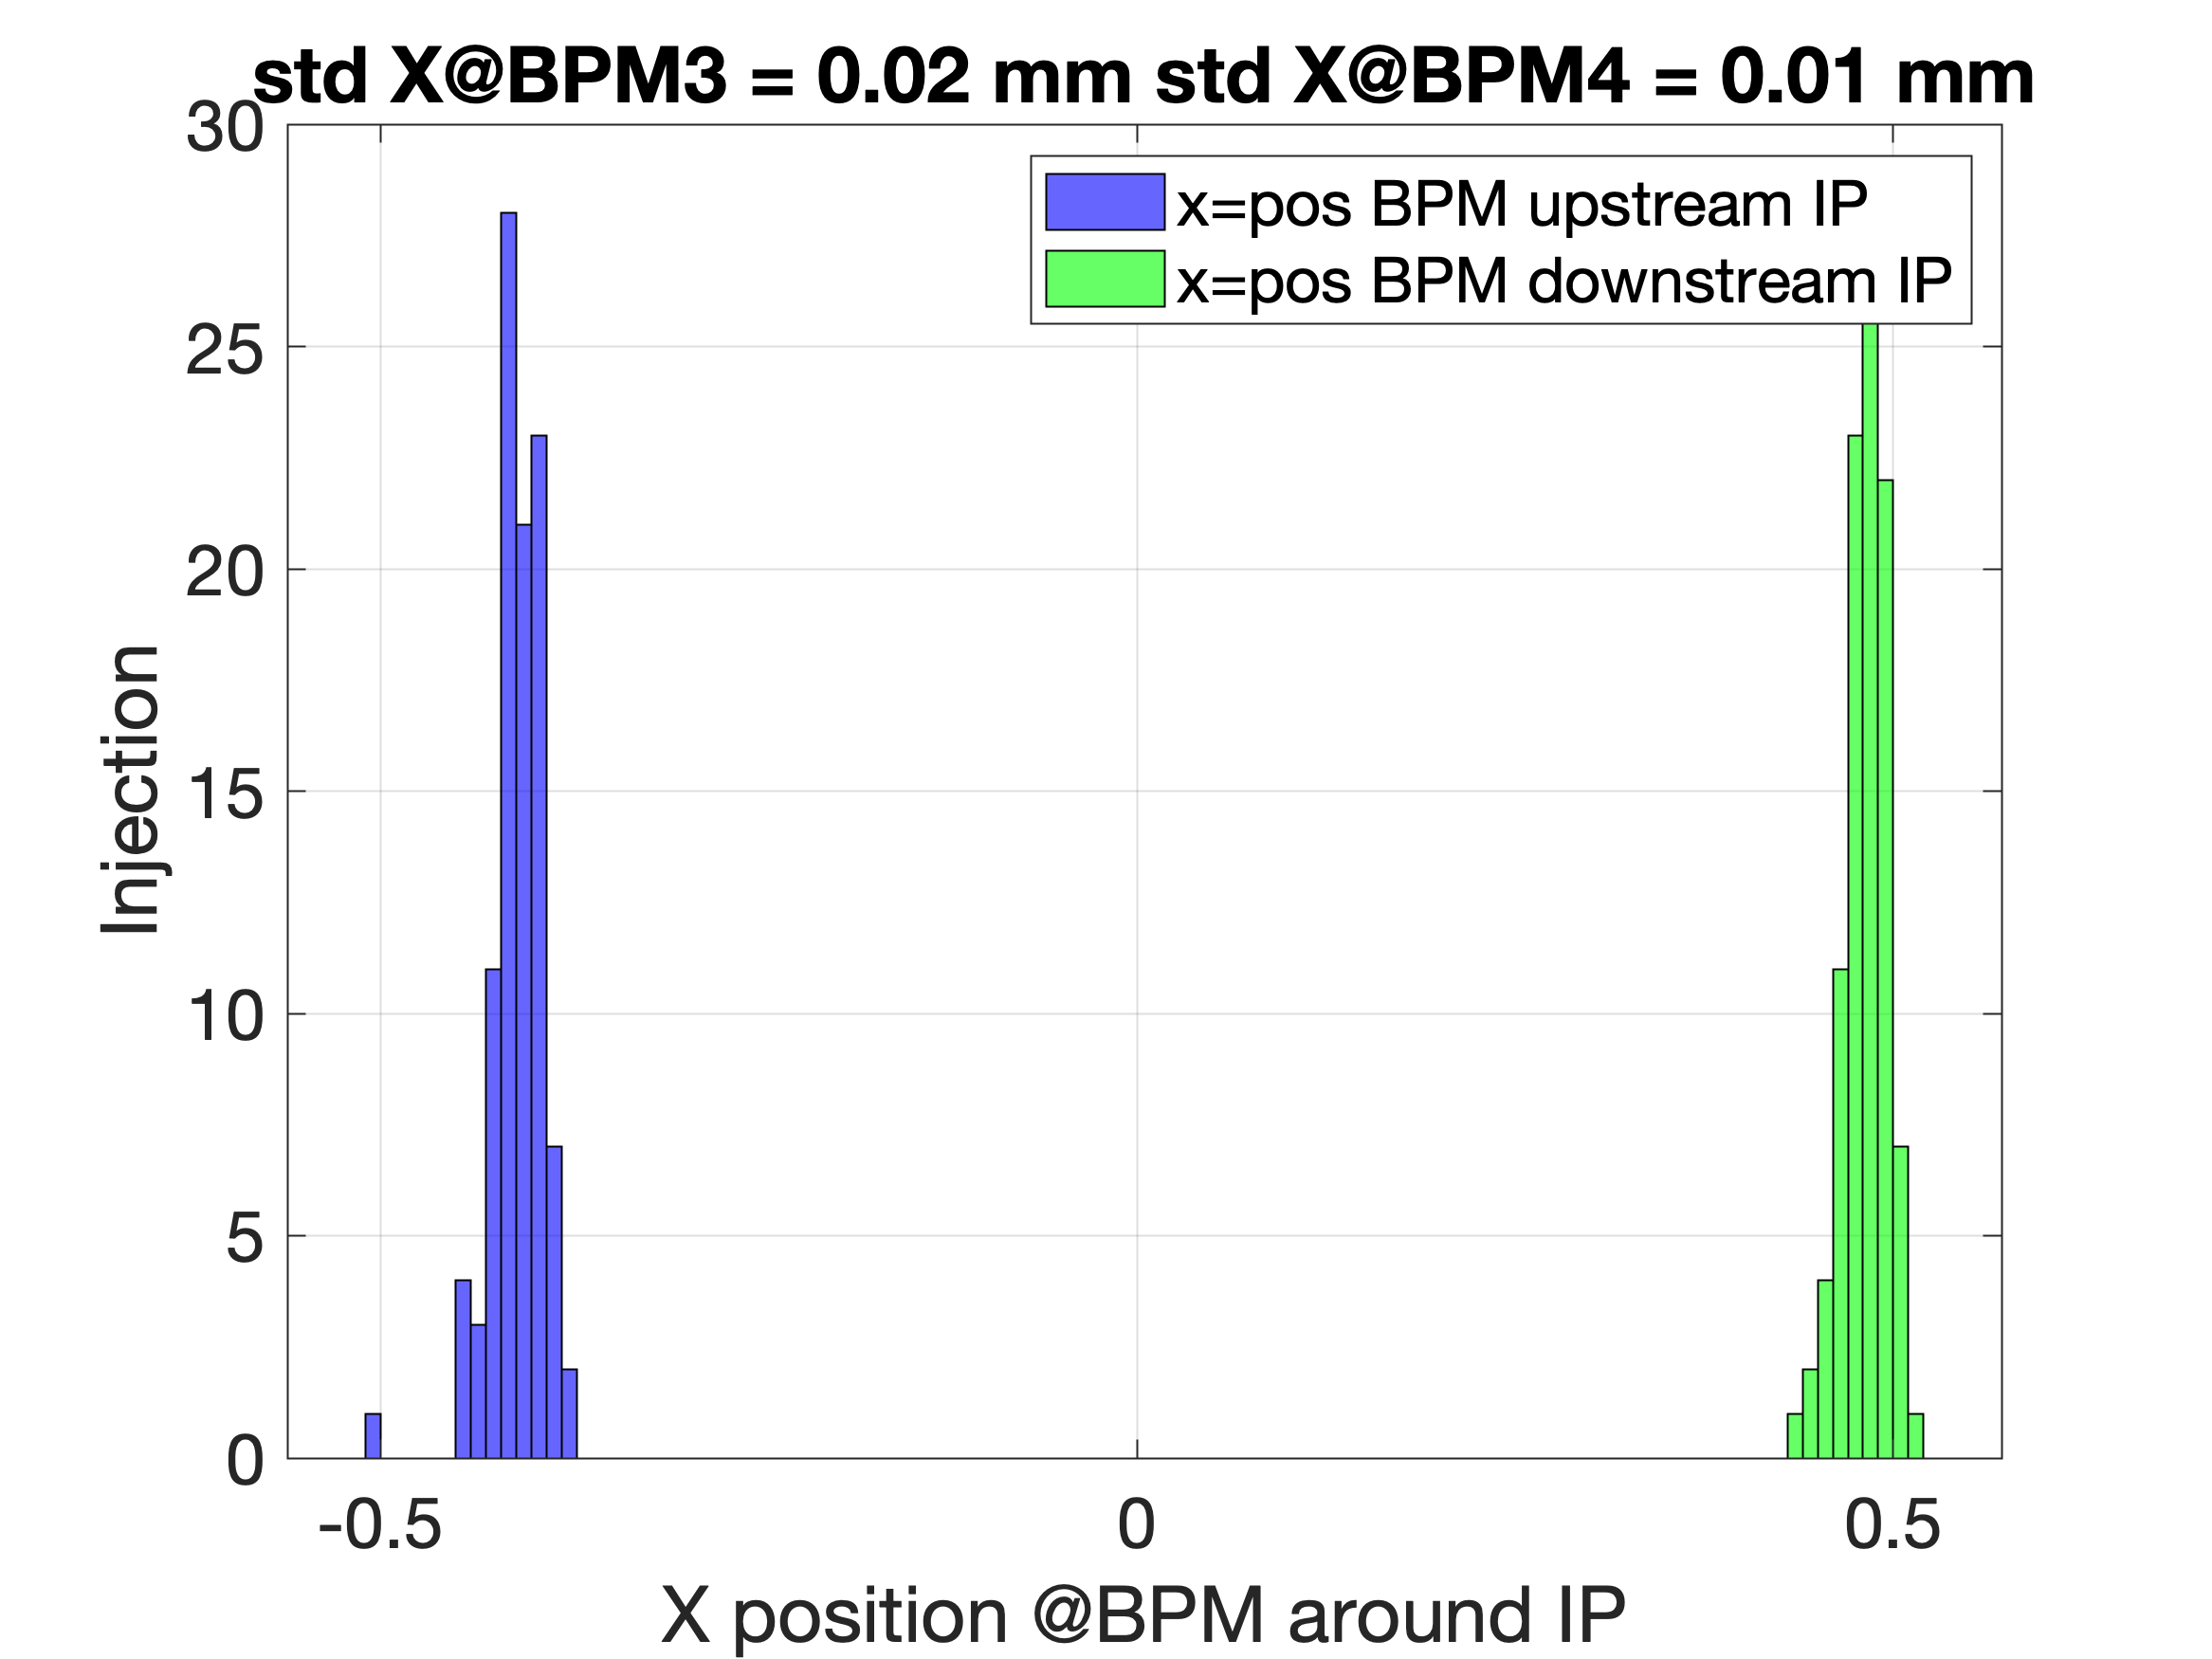 std X@BPM3 = 0.02 mm std X@BPM4 = 0.01 mm
30
x=pos BPM upstream IP
x=pos BPM downstream IP
25
20
15
10
5
0
Injection
-0.5 0 0.5
X position @BPM around IP